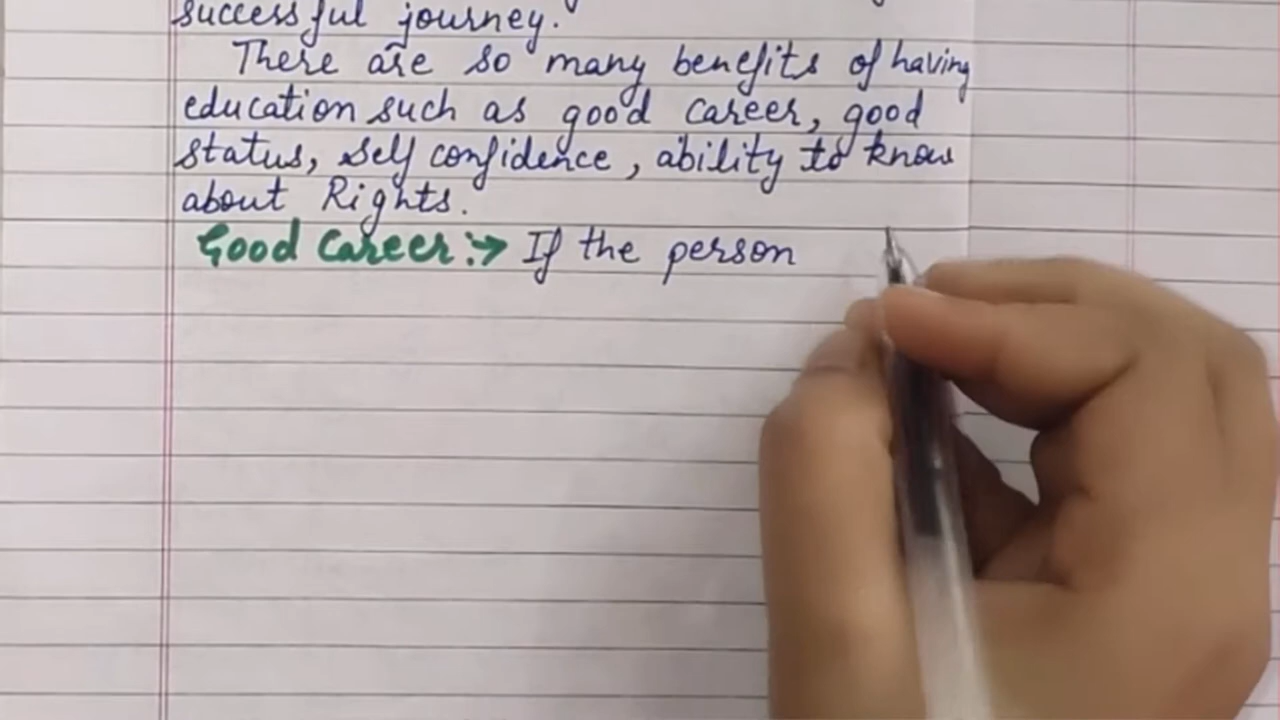 successful journey.
There are so many benefits of having
education such as good career, good
status, self confidence, ability to know
about Rights.
Good Career:→ If the person